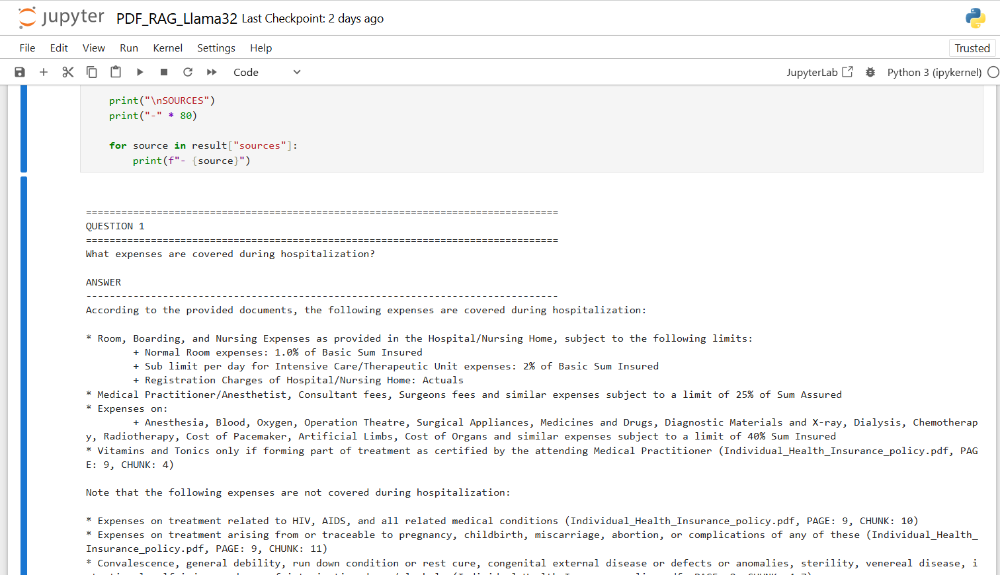 jupyter PDF_RAG_Llama32 Last Checkpoint: 2 days ago
File Edit View Run Kernel Settings Help Trusted
Code JupyterLab Python 3 (ipykernel)
print("\nSOURCES")
print("-" * 80)
for source in result["sources"]:
print(f"- {source}")
================================================================================
QUESTION 1
================================================================================
What expenses are covered during hospitalization?
ANSWER
--------------------------------------------------------------------------------
According to the provided documents, the following expenses are covered during hospitalization:
* Room, Boarding, and Nursing Expenses as provided in the Hospital/Nursing Home, subject to the following limits:
+ Normal Room expenses: 1.0% of Basic Sum Insured
+ Sub limit per day for Intensive Care/Therapeutic Unit expenses: 2% of Basic Sum Insured
+ Registration Charges of Hospital/Nursing Home: Actuals
* Medical Practitioner/Anesthetist, Consultant fees, Surgeons fees and similar expenses subject to a limit of 25% of Sum Assured
* Expenses on:
+ Anesthesia, Blood, Oxygen, Operation Theatre, Surgical Appliances, Medicines and Drugs, Diagnostic Materials and X-ray, Dialysis, Chemotherap
y, Radiotherapy, Cost of Pacemaker, Artificial Limbs, Cost of Organs and similar expenses subject to a limit of 40% Sum Insured
* Vitamins and Tonics only if forming part of treatment as certified by the attending Medical Practitioner (Individual_Health_Insurance_policy.pdf, PAG
E: 9, CHUNK: 4)
Note that the following expenses are not covered during hospitalization:
* Expenses on treatment related to HIV, AIDS, and all related medical conditions (Individual_Health_Insurance_policy.pdf, PAGE: 9, CHUNK: 10)
* Expenses on treatment arising from or traceable to pregnancy, childbirth, miscarriage, abortion, or complications of any of these (Individual_Health_
Insurance_policy.pdf, PAGE: 9, CHUNK: 11)
* Convalescence, general debility, run down condition or rest cure, congenital external disease or defects or anomalies, sterility, venereal disease, i